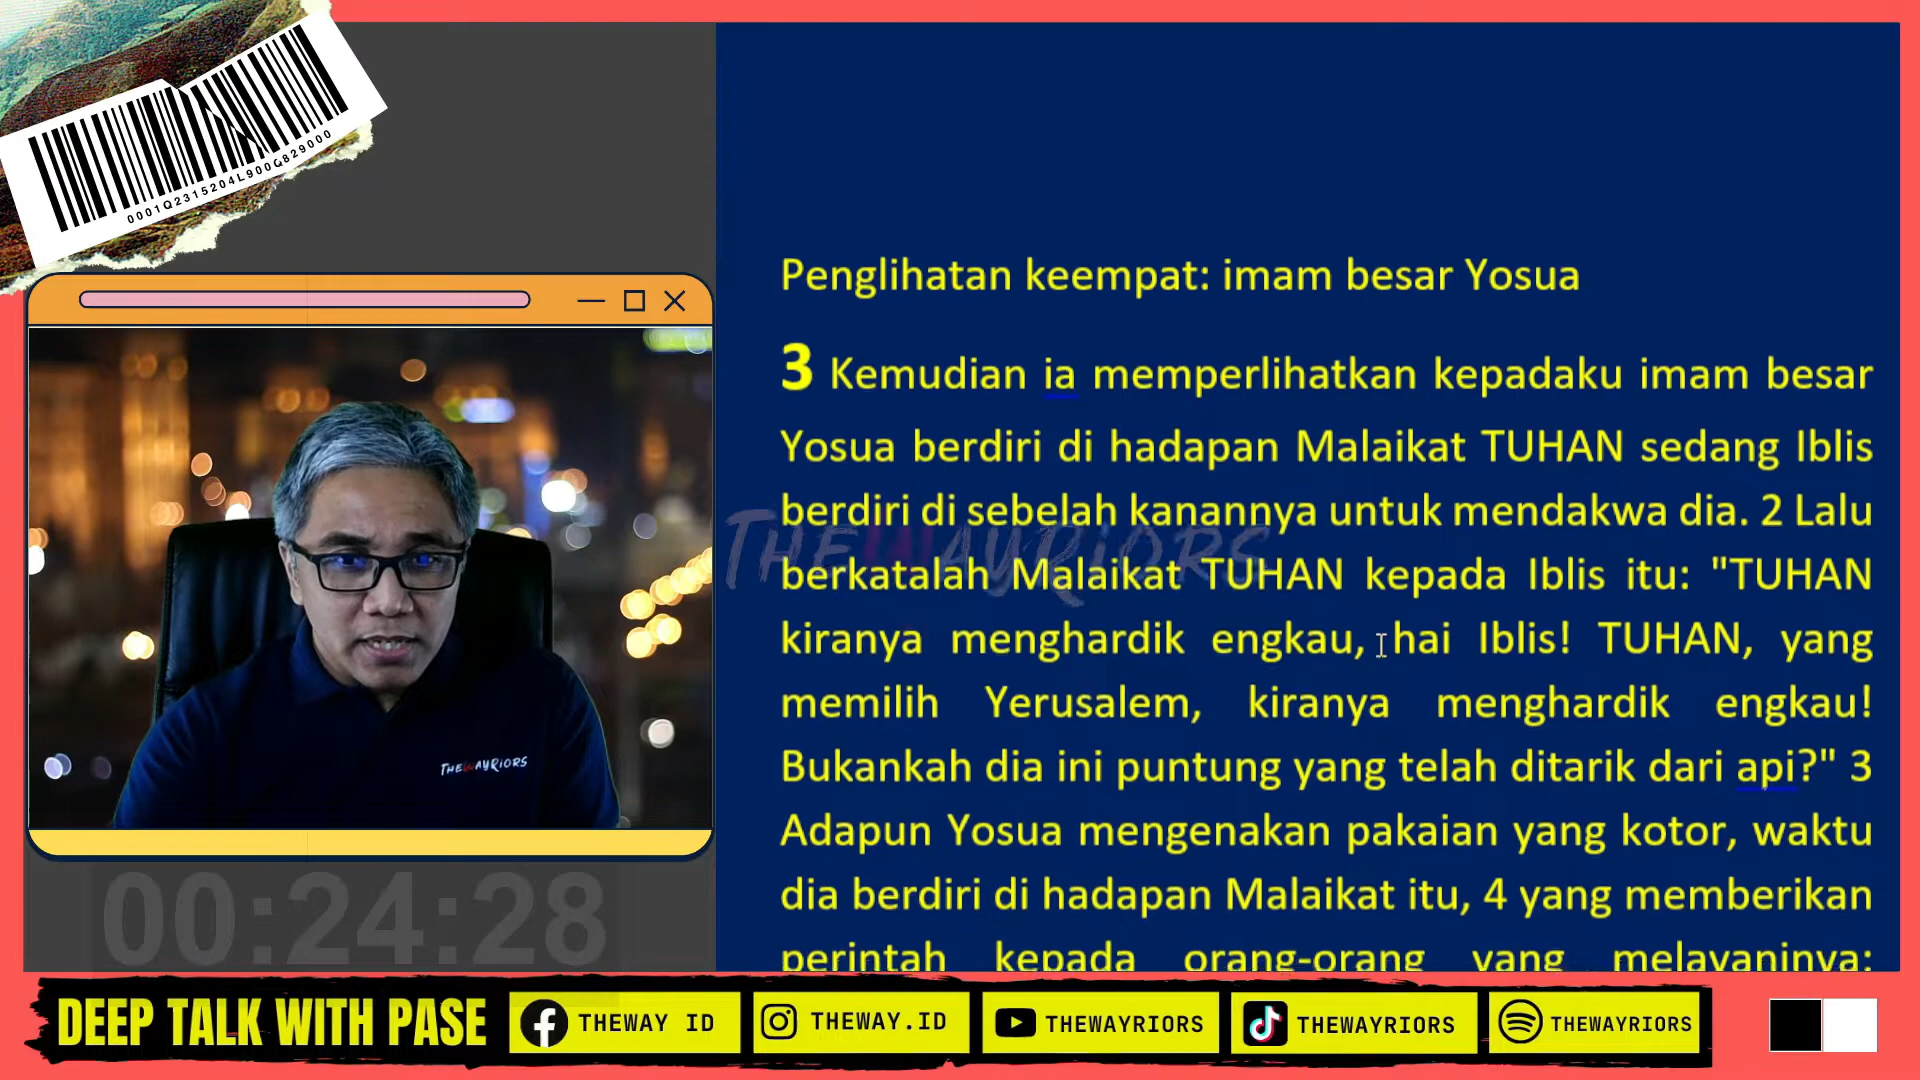 0001Q2315204L900Q829000
Penglihatan keempat: imam besar Yosua
3 Kemudian ia memperlihatkan kepadaku imam besar
Yosua berdiri di hadapan Malaikat TUHAN sedang Iblis
berdiri di sebelah kanannya untuk mendakwa dia. 2 Lalu
berkatalah Malaikat TUHAN kepada Iblis itu: "TUHAN
kiranya menghardik engkau, hai Iblis! TUHAN, yang
memilih Yerusalem, kiranya menghardik engkau!
Bukankah dia ini puntung yang telah ditarik dari api?" 3
Adapun Yosua mengenakan pakaian yang kotor, waktu
dia berdiri di hadapan Malaikat itu, 4 yang memberikan
perintah kepada orang-orang yang melayaninya:
THEWAYRIORS
THEWAYRIORS
00:24:28
DEEP TALK WITH PASE
THEWAY ID
THEWAY.ID
THEWAYRIORS
THEWAYRIORS
THEWAYRIORS